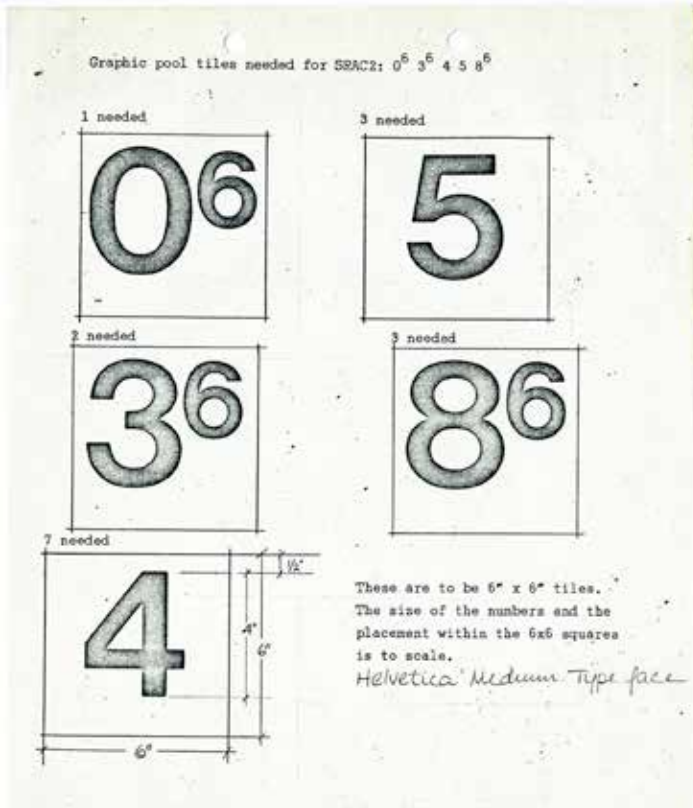 Graphic pool tiles needed for SRAC2: 0⁶ 3⁶ 4 5 8⁶
1 needed
0⁶
3 needed
5
2 needed
3⁶
3 needed
8⁶
7 needed
4
½"
4"
6"
6"
These are to be 6" x 6" tiles.
The size of the numbers and the
placement within the 6x6 squares
is to scale.
Helvetica Medium Type face